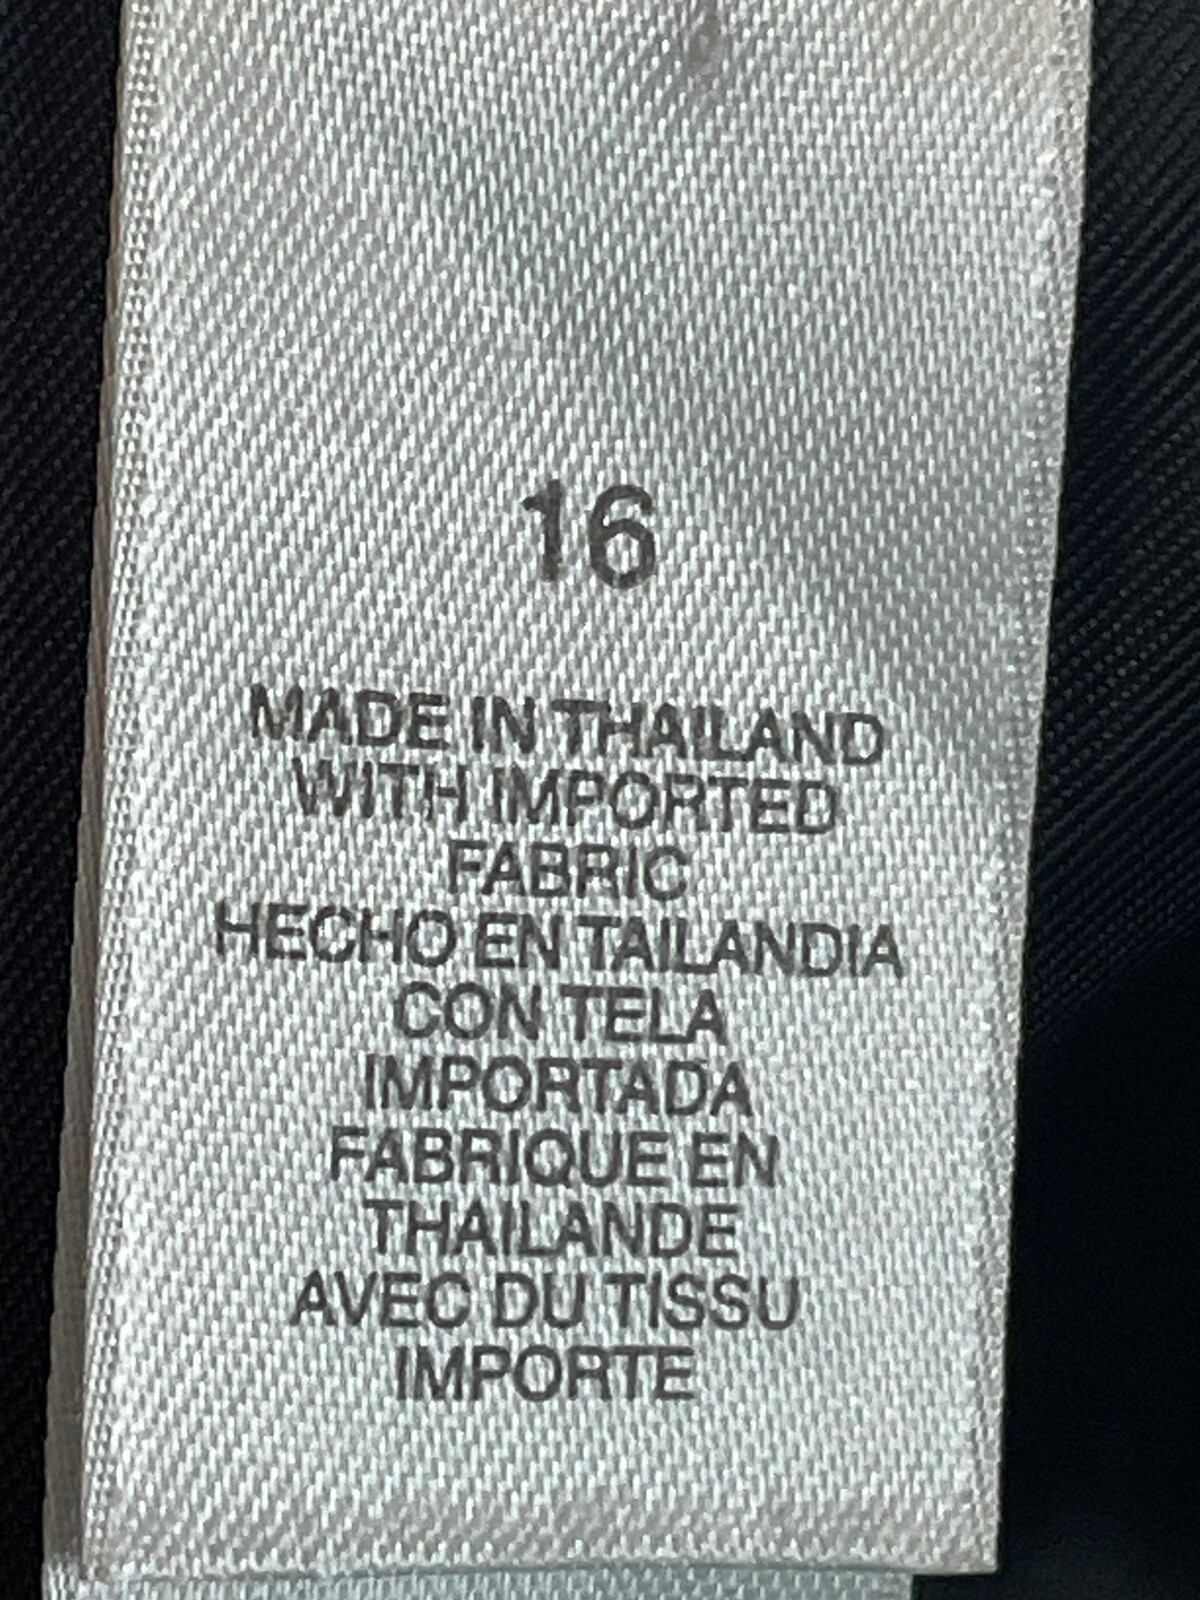 16
MADE IN THAILAND
WITH IMPORTED
FABRIC
HECHO EN TAILANDIA
CON TELA
IMPORTADA
FABRIQUE EN
THAILANDE
AVEC DU TISSU
IMPORTE